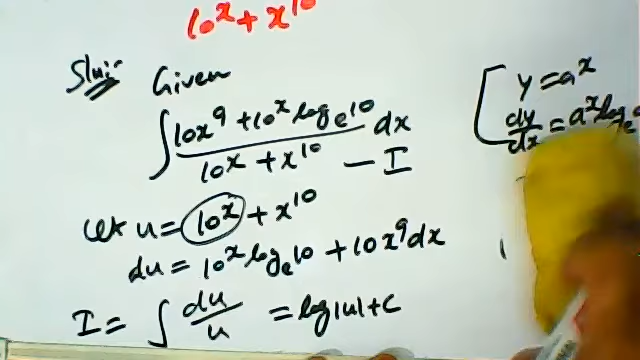 10^x + x^10
Soln:- Given
∫ (10x^9 + 10^x log_e 10) / (10^x + x^10) dx — I
let u = 10^x + x^10
du = 10^x log_e 10 + 10x^9 dx
I = ∫ du/u = log|u| + c
y = a^x
dy/dx = a^x log_e